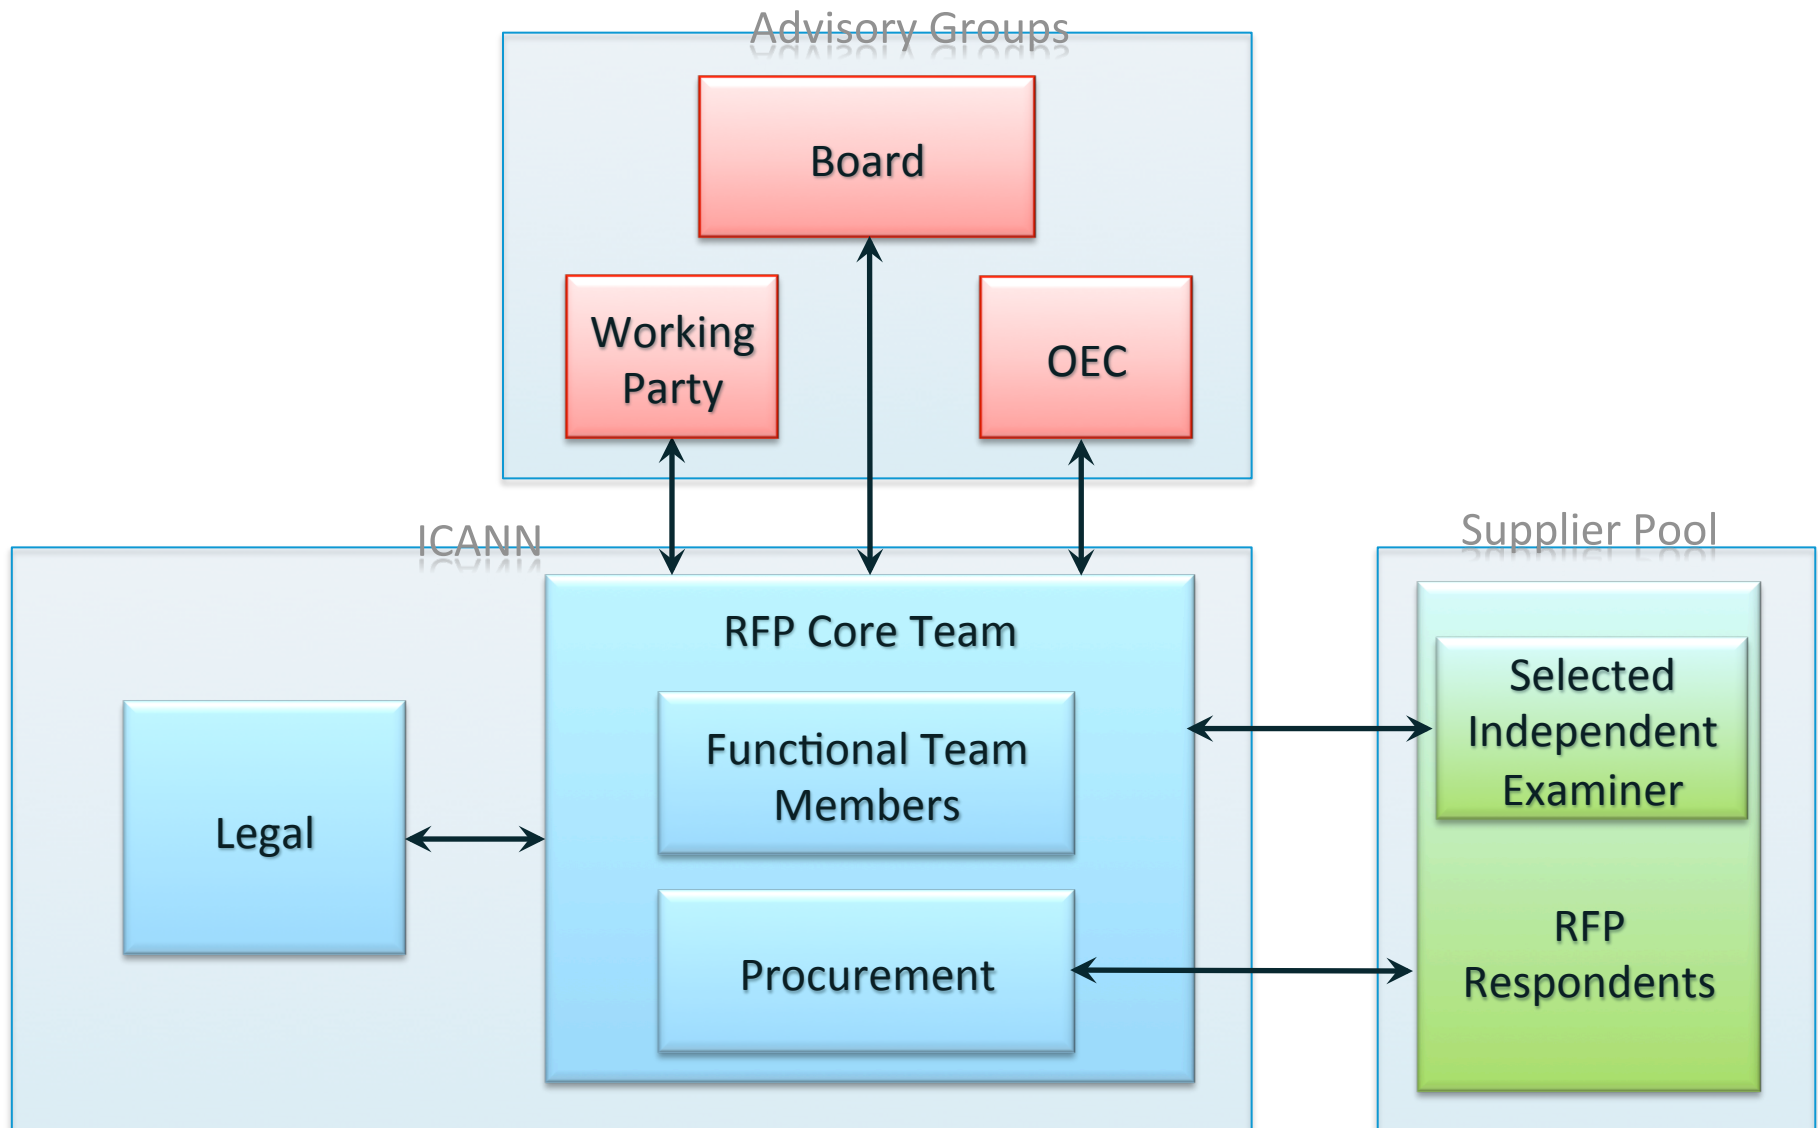 Advisory Groups
Board
Working
Party
OEC
ICANN
RFP Core Team
Functional Team
Members
Legal
Procurement
Supplier Pool
Selected
Independent
Examiner
RFP
Respondents